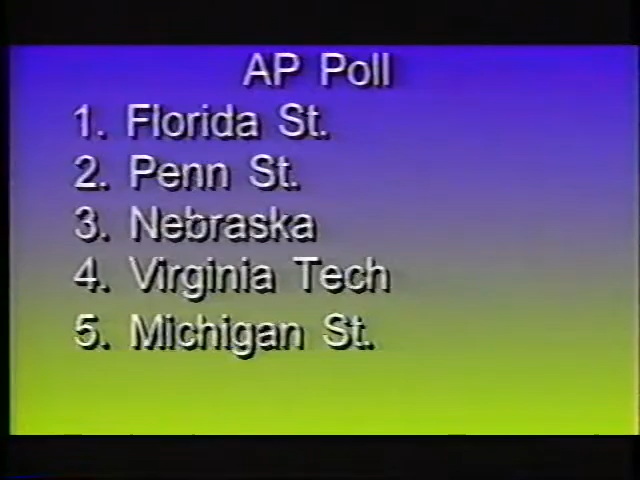 AP Poll
1. Florida St.
2. Penn St.
3. Nebraska
4. Virginia Tech
5. Michigan St.